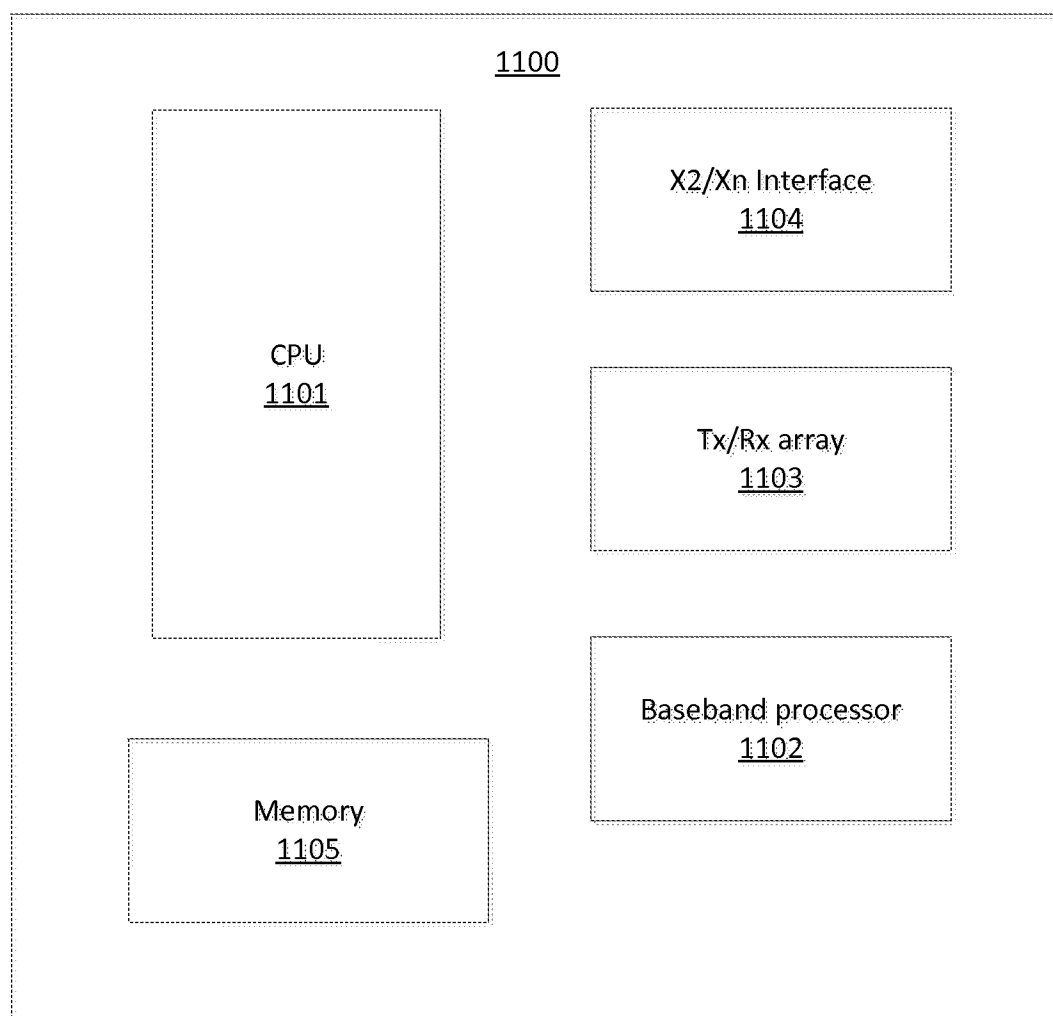 1100
CPU
1101
X2/Xn Interface
1104
Tx/Rx array
1103
Baseband processor
1102
Memory
1105